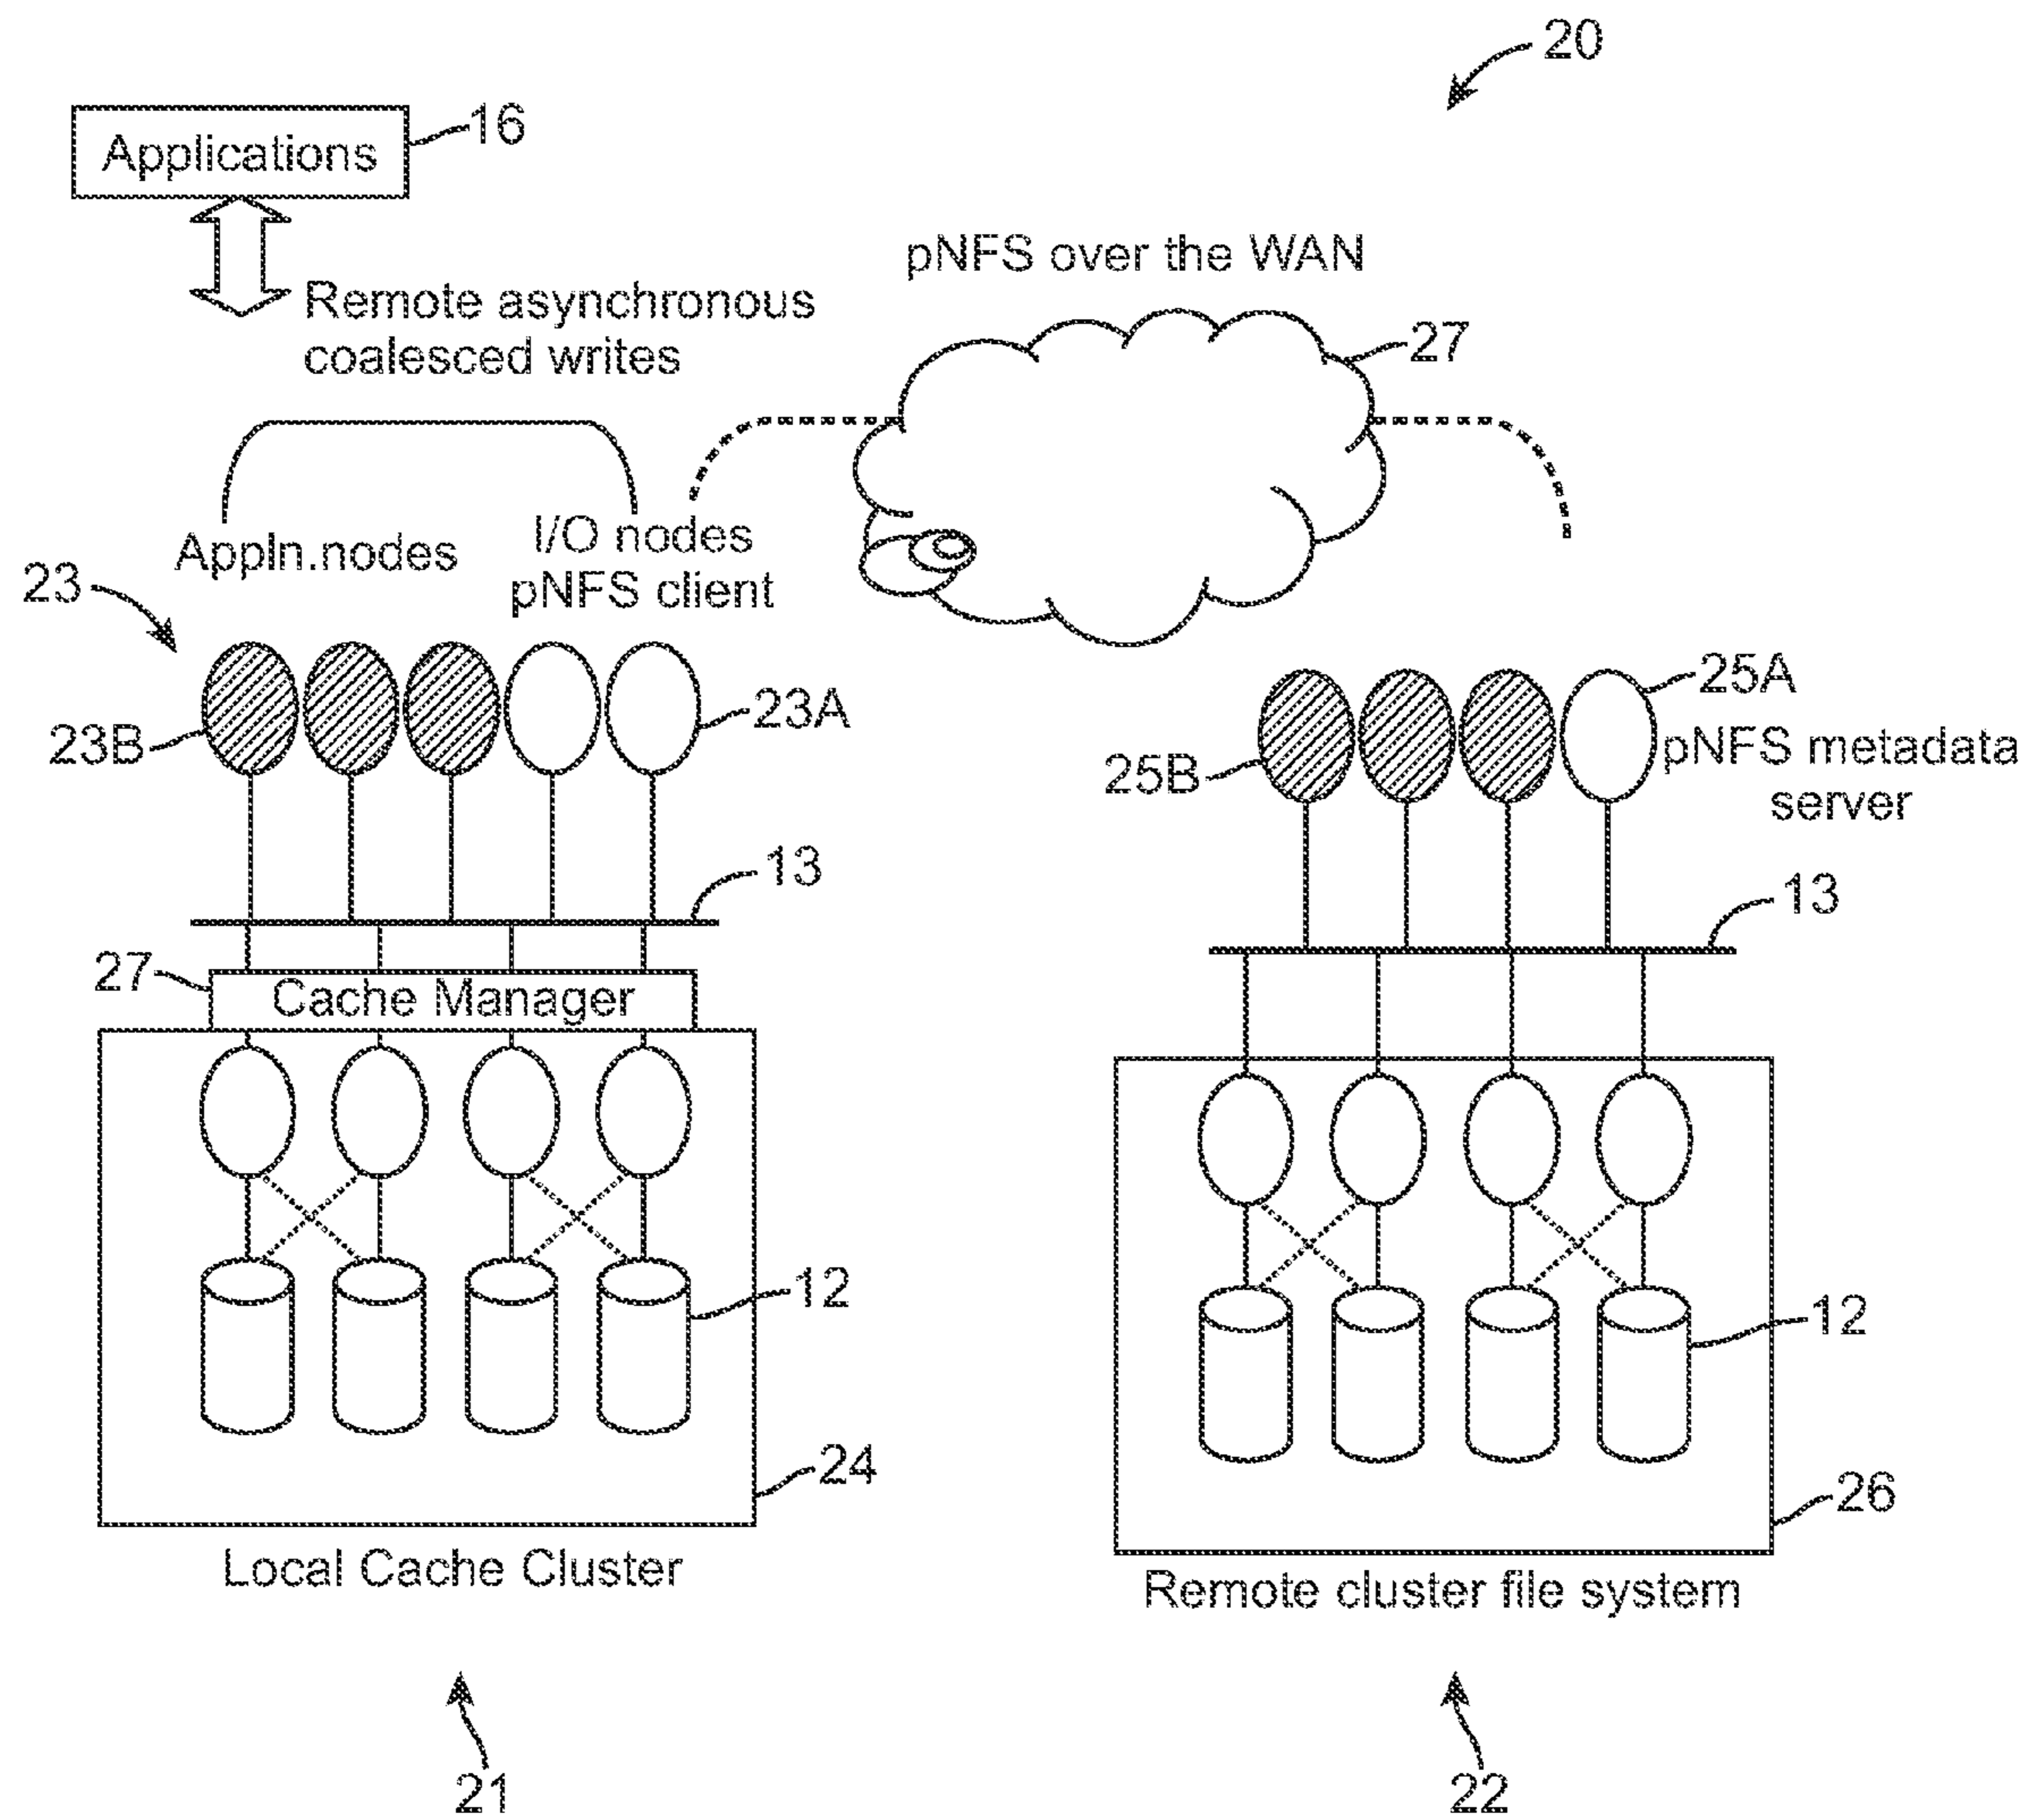 20
16
Applications
pNFS over the WAN
Remote asynchronous
coalesced writes
27
Appln.nodes
I/O nodes
pNFS client
23
23B
23A
25A
25B
pNFS metadata
server
13
13
27
Cache Manager
12
12
24
26
Local Cache Cluster
Remote cluster file system
21
22